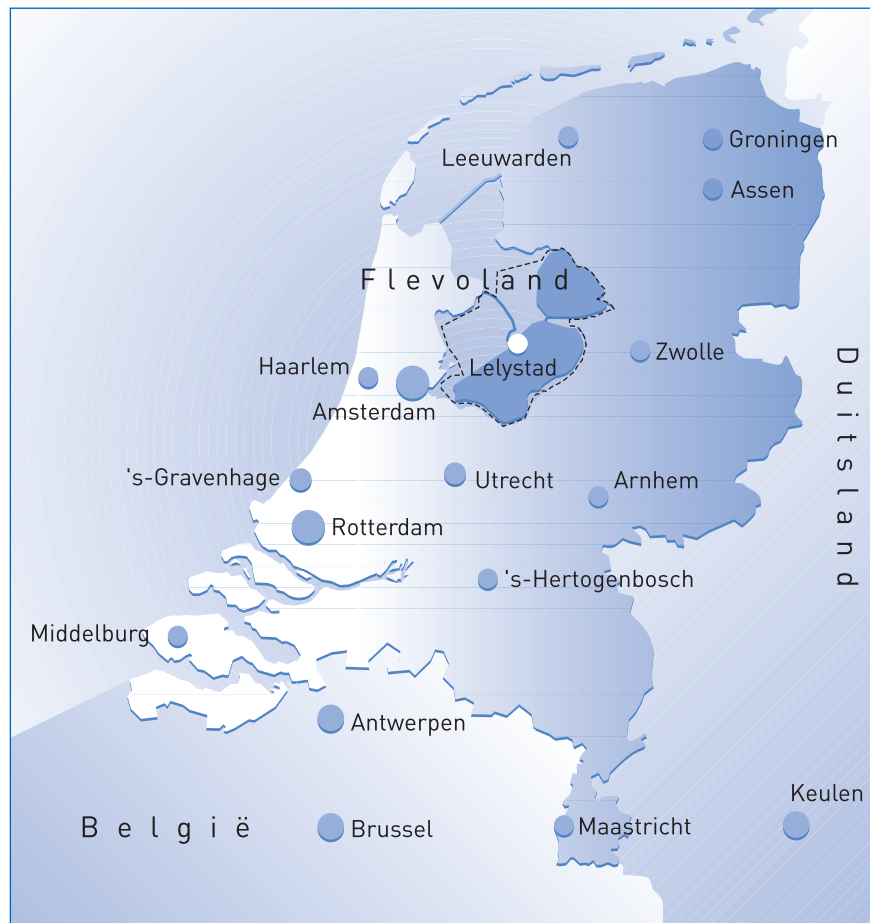 Leeuwarden
Groningen
Assen
Flevoland
Haarlem
Lelystad
Zwolle
Amsterdam
Duitsland
's-Gravenhage
Utrecht
Arnhem
Rotterdam
's-Hertogenbosch
Middelburg
Antwerpen
Keulen
België
Brussel
Maastricht